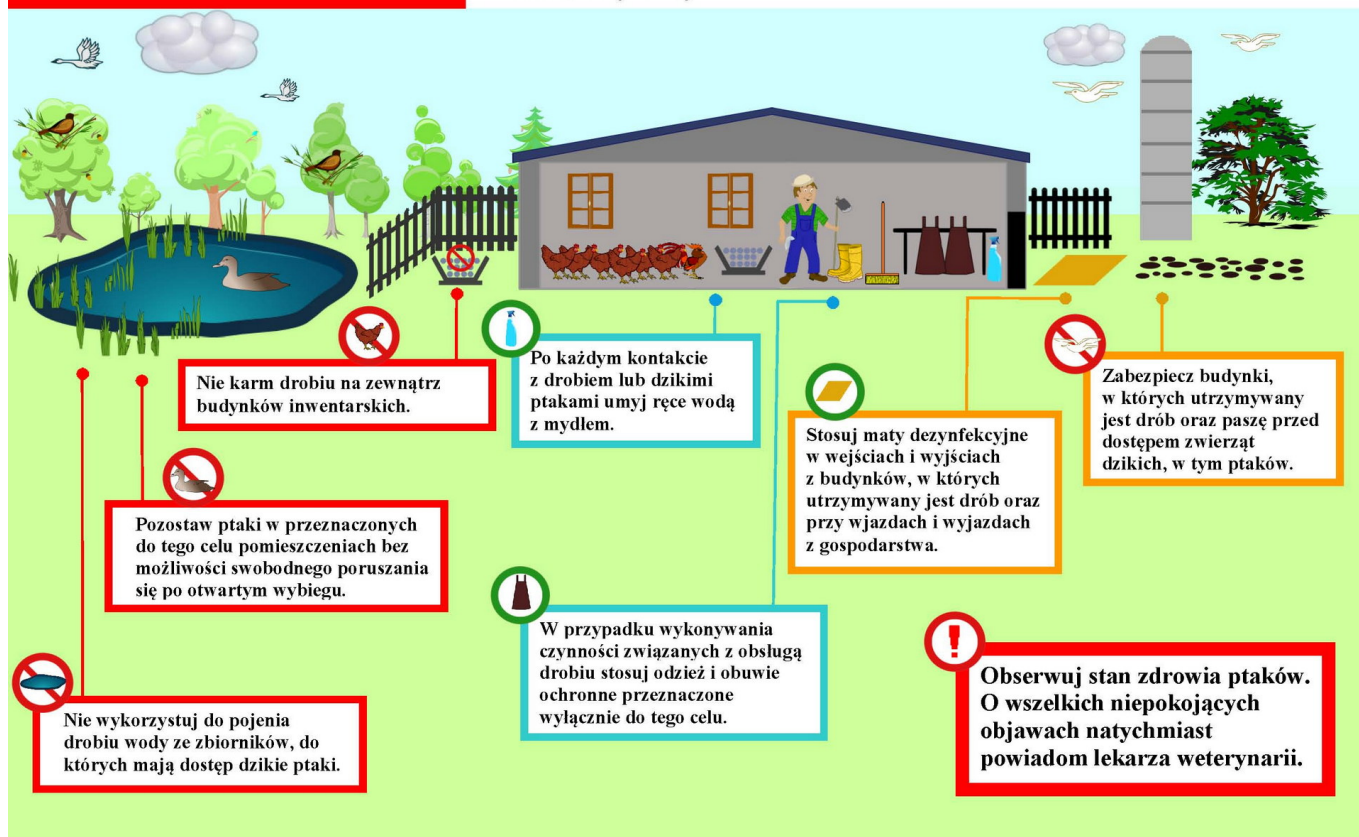 Nie karm drobiu na zewnątrz
budynków inwentarskich.
Po każdym kontakcie
z drobiem lub dzikimi
ptakami umyj ręce wodą
z mydłem.
Zabezpiecz budynki,
w których utrzymywany
jest drób oraz paszę przed
dostępem zwierząt
dzikich, w tym ptaków.
Stosuj maty dezynfekcyjne
w wejściach i wyjściach
z budynków, w których
utrzymywany jest drób oraz
przy wjazdach i wyjazdach
z gospodarstwa.
Pozostaw ptaki w przeznaczonych
do tego celu pomieszczeniach bez
możliwości swobodnego poruszania
się po otwartym wybiegu.
W przypadku wykonywania
czynności związanych z obsługą
drobiu stosuj odzież i obuwie
ochronne przeznaczone
wyłącznie do tego celu.
Obserwuj stan zdrowia ptaków.
O wszelkich niepokojących
objawach natychmiast
powiadom lekarza weterynarii.
Nie wykorzystuj do pojenia
drobiu wody ze zbiorników, do
których mają dostęp dzikie ptaki.